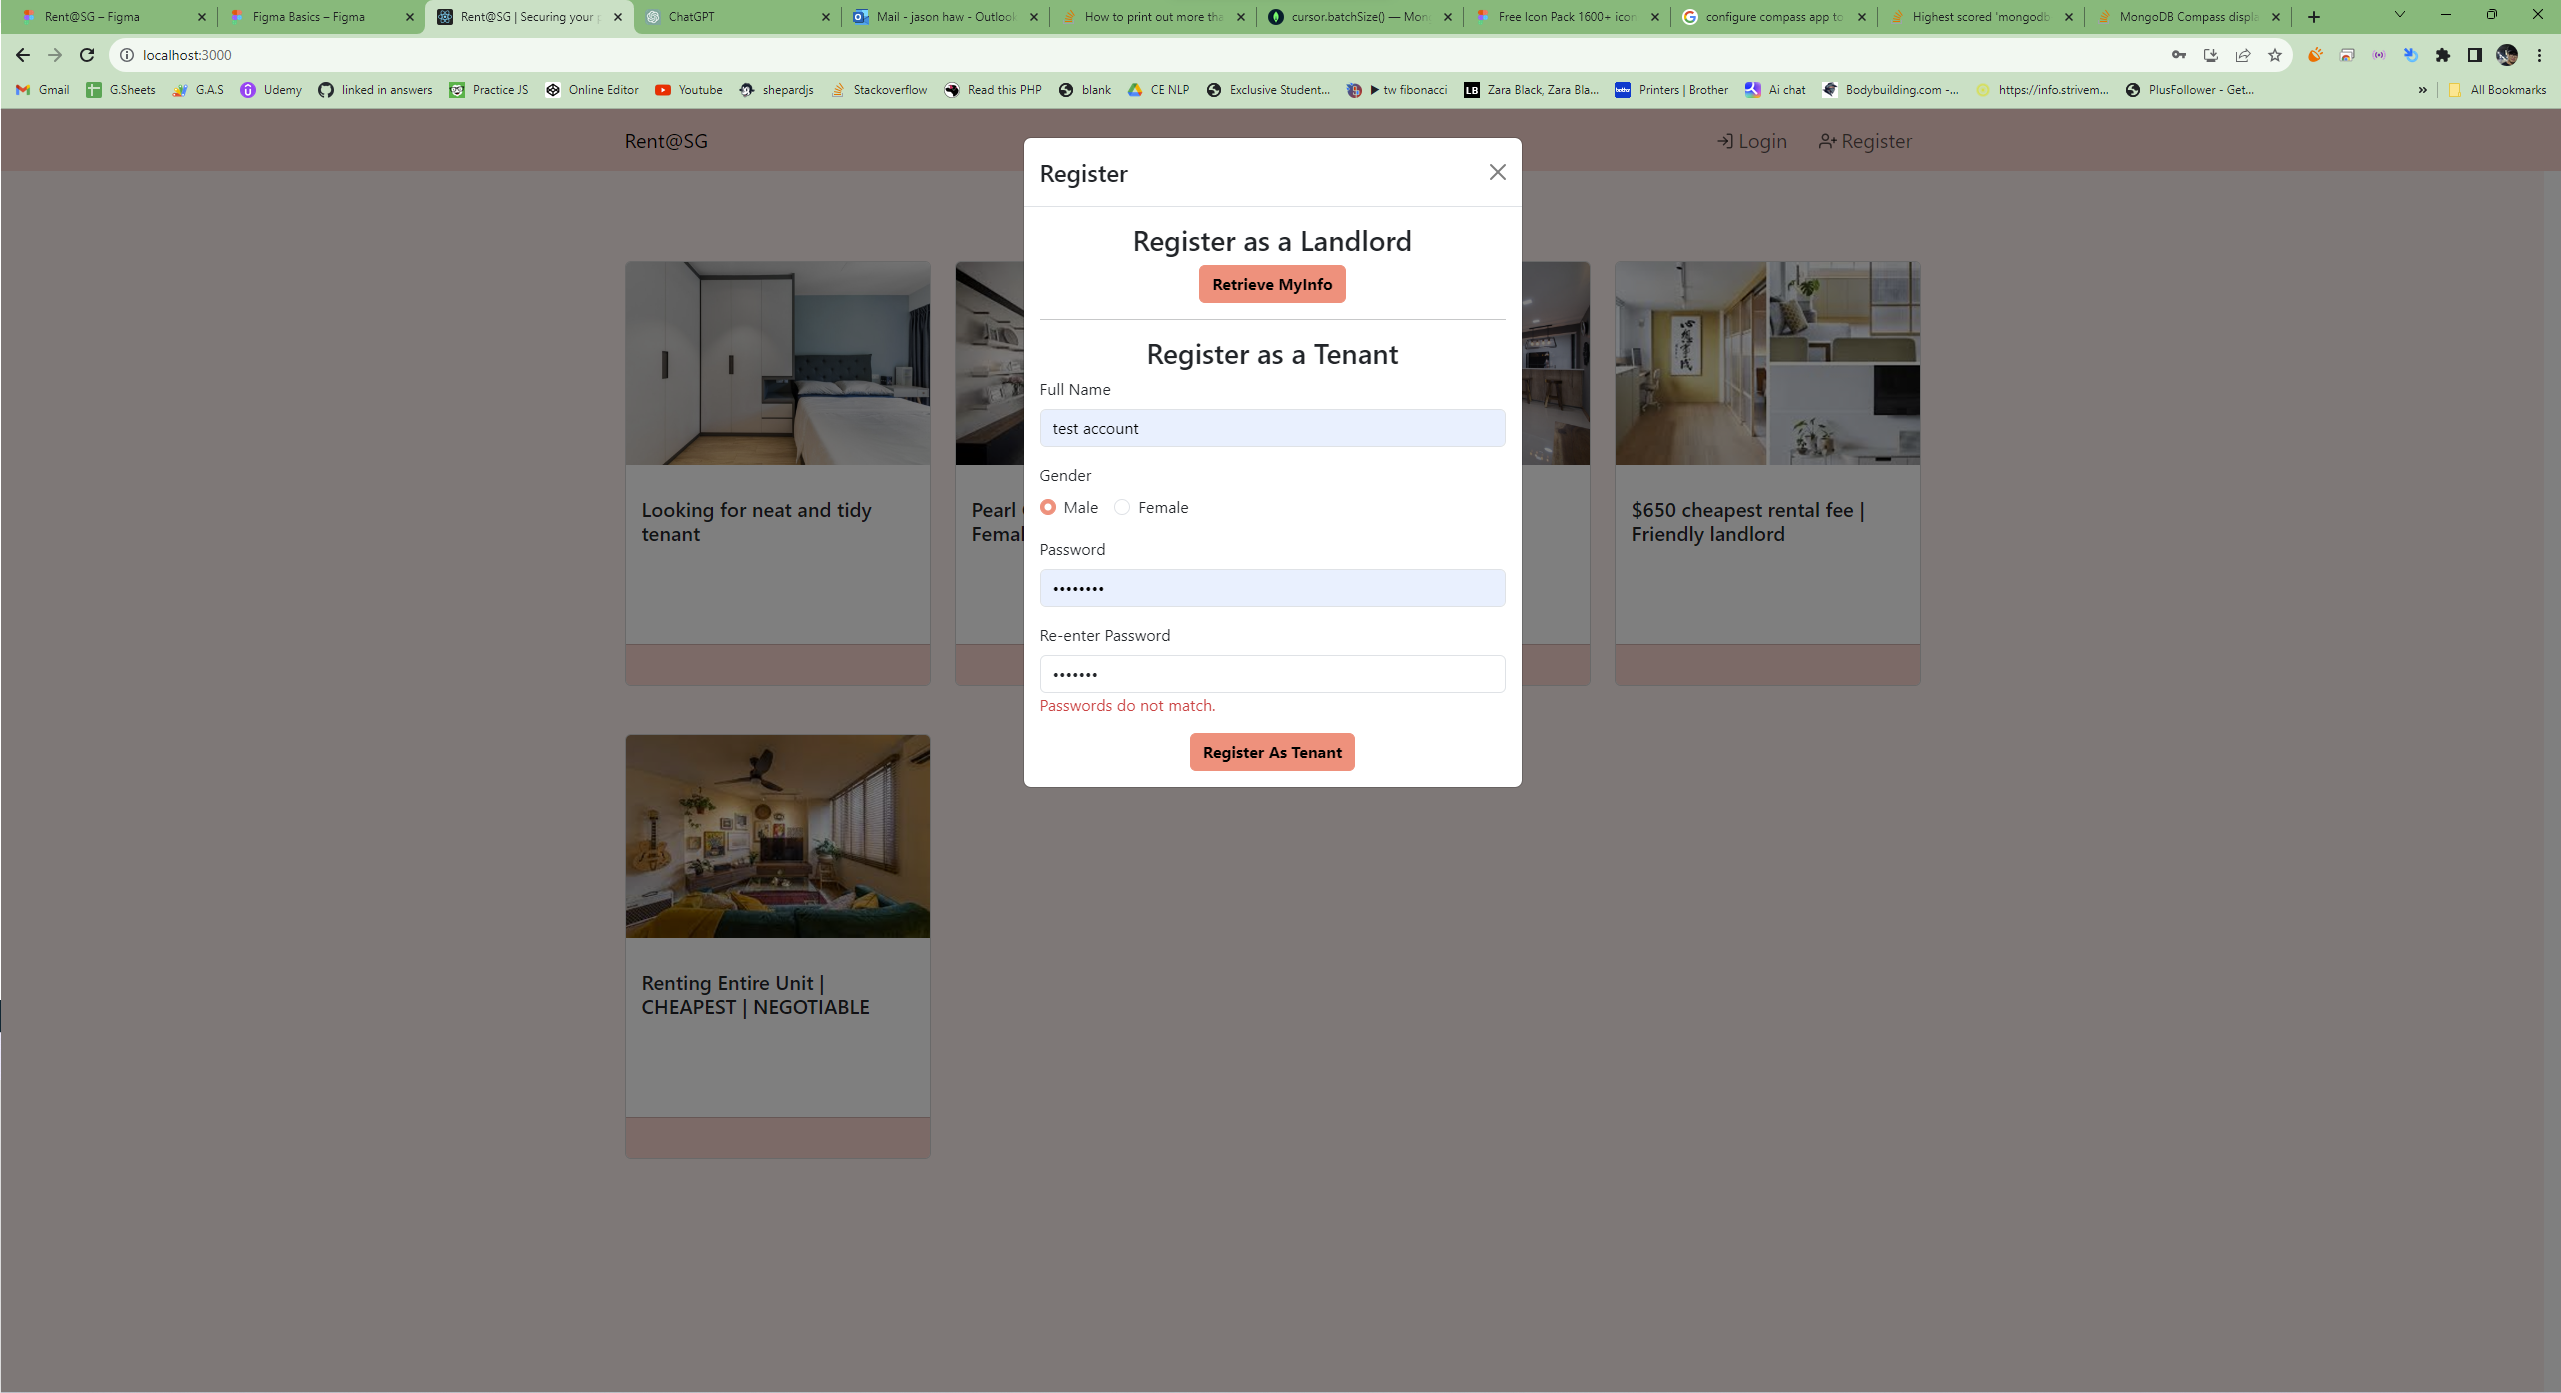 Rent@SG – Figma
Figma Basics – Figma
Rent@SG | Securing your
ChatGPT
Mail - jason haw - Outlook
How to print out more tha
cursor.batchSize() — Mon
Free Icon Pack 1600+ icon
configure compass app to
Highest scored 'mongodb
MongoDB Compass displa
localhost:3000
Gmail
G.Sheets
G.A.S
Udemy
linked in answers
Practice JS
Online Editor
Youtube
shepardjs
Stackoverflow
Read this PHP
blank
CE NLP
Exclusive Student...
tw fibonacci
LB
Zara Black, Zara Bla...
brother
Printers | Brother
Ai chat
Bodybuilding.com -...
https://info.strivem...
PlusFollower - Get...
»
All Bookmarks
Rent@SG
Login
Register
Register
Register as a Landlord
Retrieve MyInfo
Register as a Tenant
Full Name
test account
Gender
Male
Female
Password
••••••••
Re-enter Password
•••••••
Passwords do not match.
Register As Tenant
Looking for neat and tidy
tenant
Pearl
Femal
$650 cheapest rental fee |
Friendly landlord
Renting Entire Unit |
CHEAPEST | NEGOTIABLE